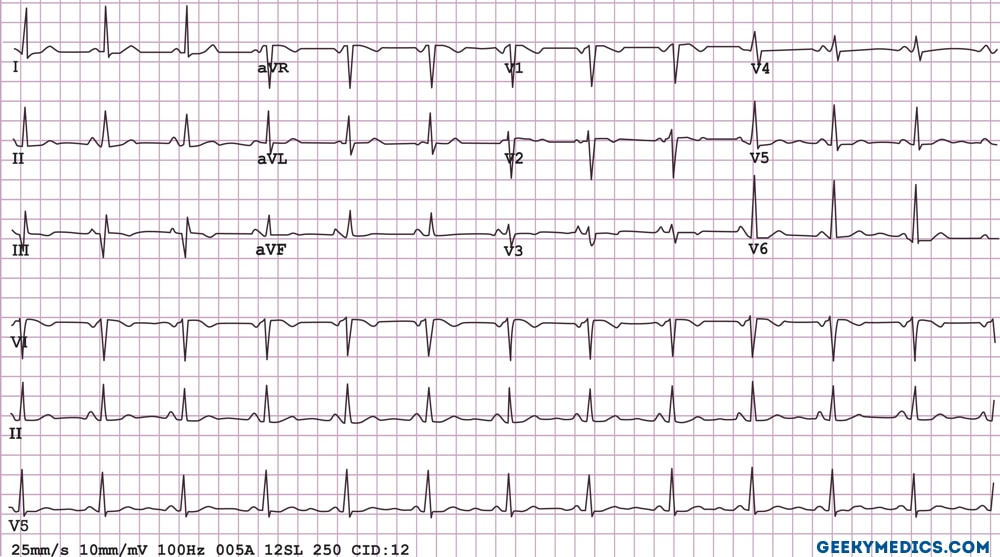 I aVR V1 V4
II aVL V2 V5
III aVF V3 V6
VI
II
V5
25mm/s 10mm/mV 100Hz 005A 12SL 250 CID:12
GEEKYMEDICS.COM